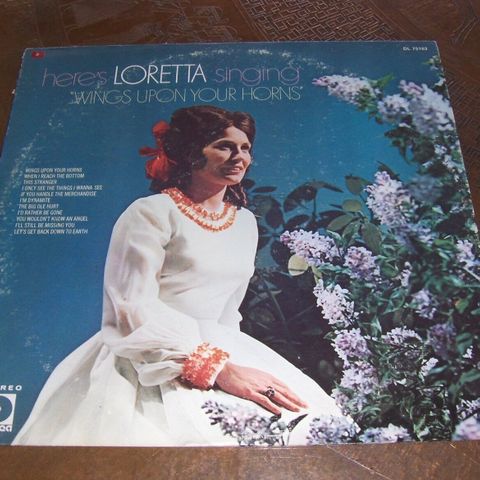 DL 75163
here's LORETTA singing
"WINGS UPON YOUR HORNS"
WINGS UPON YOUR HORNS
WHEN I REACH THE BOTTOM
THIS STRANGER
I ONLY SEE THE THINGS I WANNA SEE
IF YOU HANDLE THE MERCHANDISE
I'M DYNAMITE
THE BIG OLE HURT
I'D RATHER BE GONE
YOU WOULDN'T KNOW AN ANGEL
I'LL STILL BE MISSING YOU
LET'S GET BACK DOWN TO EARTH